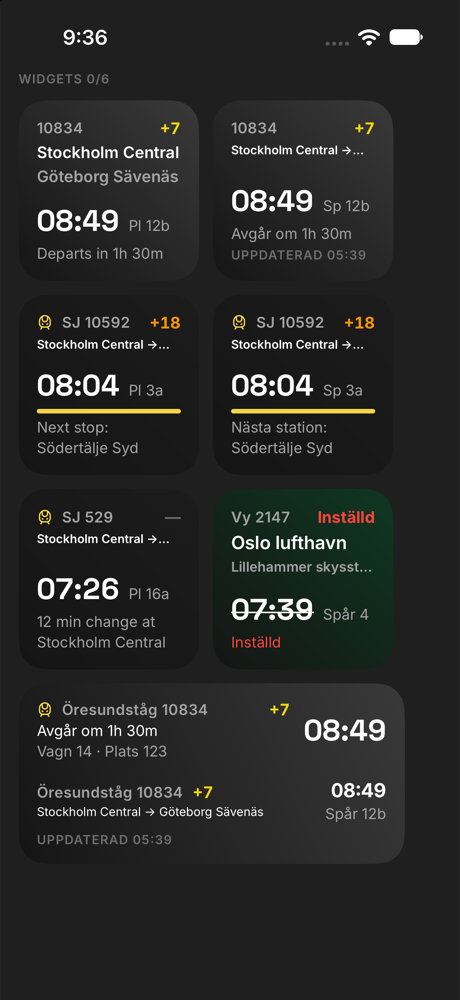 9:36
WIDGETS 0/6
10834 +7
Stockholm Central
Göteborg Sävenäs
08:49 Pl 12b
Departs in 1h 30m
10834 +7
Stockholm Central →...
08:49 Sp 12b
Avgår om 1h 30m
UPPDATERAD 05:39
SJ 10592 +18
Stockholm Central →...
08:04 Pl 3a
Next stop:
Södertälje Syd
SJ 10592 +18
Stockholm Central →...
08:04 Sp 3a
Nästa station:
Södertälje Syd
SJ 529 —
Stockholm Central →...
07:26 Pl 16a
12 min change at
Stockholm Central
Vy 2147 Inställd
Oslo lufthavn
Lillehammer skysst...
07:39 Spår 4
Inställd
Öresundståg 10834 +7
08:49
Avgår om 1h 30m
Vagn 14 · Plats 123
Öresundståg 10834 +7 08:49
Stockholm Central → Göteborg Sävenäs Spår 12b
UPPDATERAD 05:39